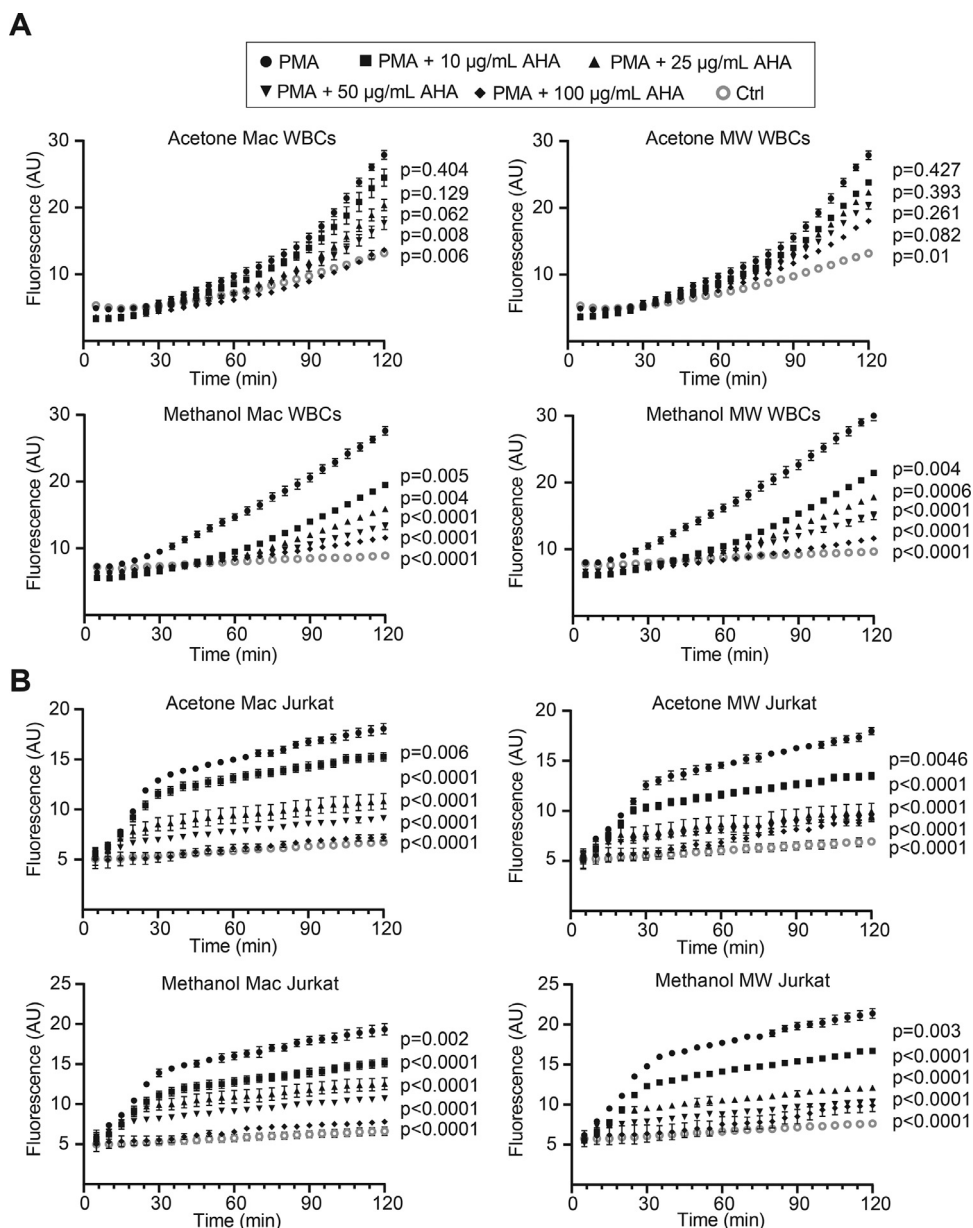 A
PMA PMA + 10 µg/mL AHA PMA + 25 µg/mL AHA
PMA + 50 µg/mL AHA PMA + 100 µg/mL AHA Ctrl
Acetone Mac WBCs
Fluorescence (AU)
30
20
10
0 30 60 90 120
Time (min)
p=0.404
p=0.129
p=0.062
p=0.008
p=0.006
Acetone MW WBCs
Fluorescence (AU)
30
20
10
0 30 60 90 120
Time (min)
p=0.427
p=0.393
p=0.261
p=0.082
p=0.01
Methanol Mac WBCs
Fluorescence (AU)
30
20
10
0 30 60 90 120
Time (min)
p=0.005
p=0.004
p<0.0001
p<0.0001
p<0.0001
Methanol MW WBCs
Fluorescence (AU)
30
20
10
0 30 60 90 120
Time (min)
p=0.004
p=0.0006
p<0.0001
p<0.0001
p<0.0001
B
Acetone Mac Jurkat
Fluorescence (AU)
20
15
10
5
0 30 60 90 120
Time (min)
p=0.006
p<0.0001
p<0.0001
p<0.0001
p<0.0001
Acetone MW Jurkat
Fluorescence (AU)
20
15
10
5
0 30 60 90 120
Time (min)
p=0.0046
p<0.0001
p<0.0001
p<0.0001
p<0.0001
Methanol Mac Jurkat
Fluorescence (AU)
25
20
15
10
5
0 30 60 90 120
Time (min)
p=0.002
p<0.0001
p<0.0001
p<0.0001
p<0.0001
Methanol MW Jurkat
Fluorescence (AU)
25
20
15
10
5
0 30 60 90 120
Time (min)
p=0.003
p<0.0001
p<0.0001
p<0.0001
p<0.0001